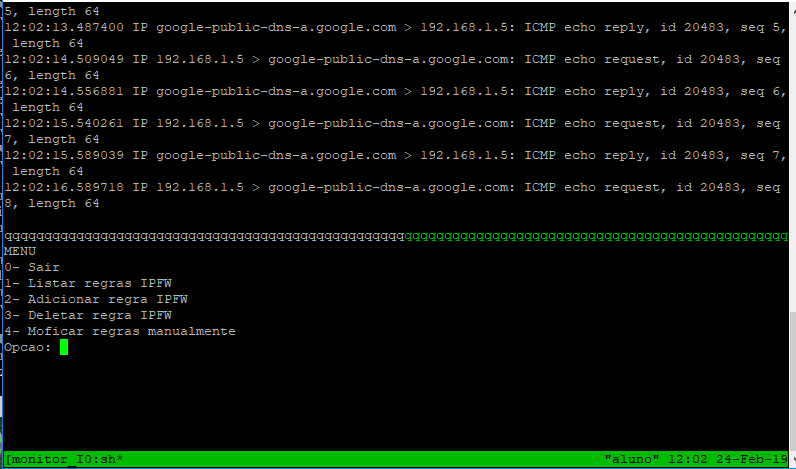 5, length 64
12:02:13.487400 IP google-public-dns-a.google.com > 192.168.1.5: ICMP echo reply, id 20483, seq 5,
 length 64
12:02:14.509049 IP 192.168.1.5 > google-public-dns-a.google.com: ICMP echo request, id 20483, seq
6, length 64
12:02:14.556881 IP google-public-dns-a.google.com > 192.168.1.5: ICMP echo reply, id 20483, seq 6,
 length 64
12:02:15.540261 IP 192.168.1.5 > google-public-dns-a.google.com: ICMP echo request, id 20483, seq
7, length 64
12:02:15.589039 IP google-public-dns-a.google.com > 192.168.1.5: ICMP echo reply, id 20483, seq 7,
 length 64
12:02:16.589718 IP 192.168.1.5 > google-public-dns-a.google.com: ICMP echo request, id 20483, seq
8, length 64
qqqqqqqqqqqqqqqqqqqqqqqqqqqqqqqqqqqqqqqqqqqqqqqqqqqqqqqqqqqqqqqqqqqqqqqqqqqqqqqqqqqqqqqqqqqqqqqqqq
MENU
0- Sair
1- Listar regras IPFW
2- Adicionar regra IPFW
3- Deletar regra IPFW
4- Moficar regras manualmente
Opcao:
[monitor_I0:sh* "aluno" 12:02 24-Feb-19